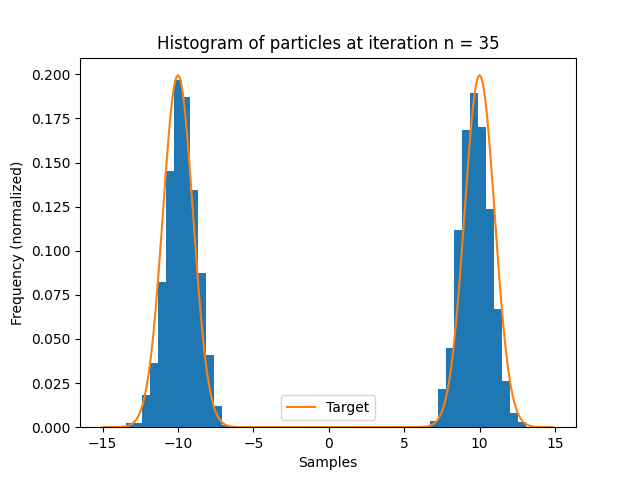 Histogram of particles at iteration n = 35
Frequency (normalized)
0.200
0.175
0.150
0.125
0.100
0.075
0.050
0.025
0.000
Target
−15 −10 −5 0 5 10 15
Samples